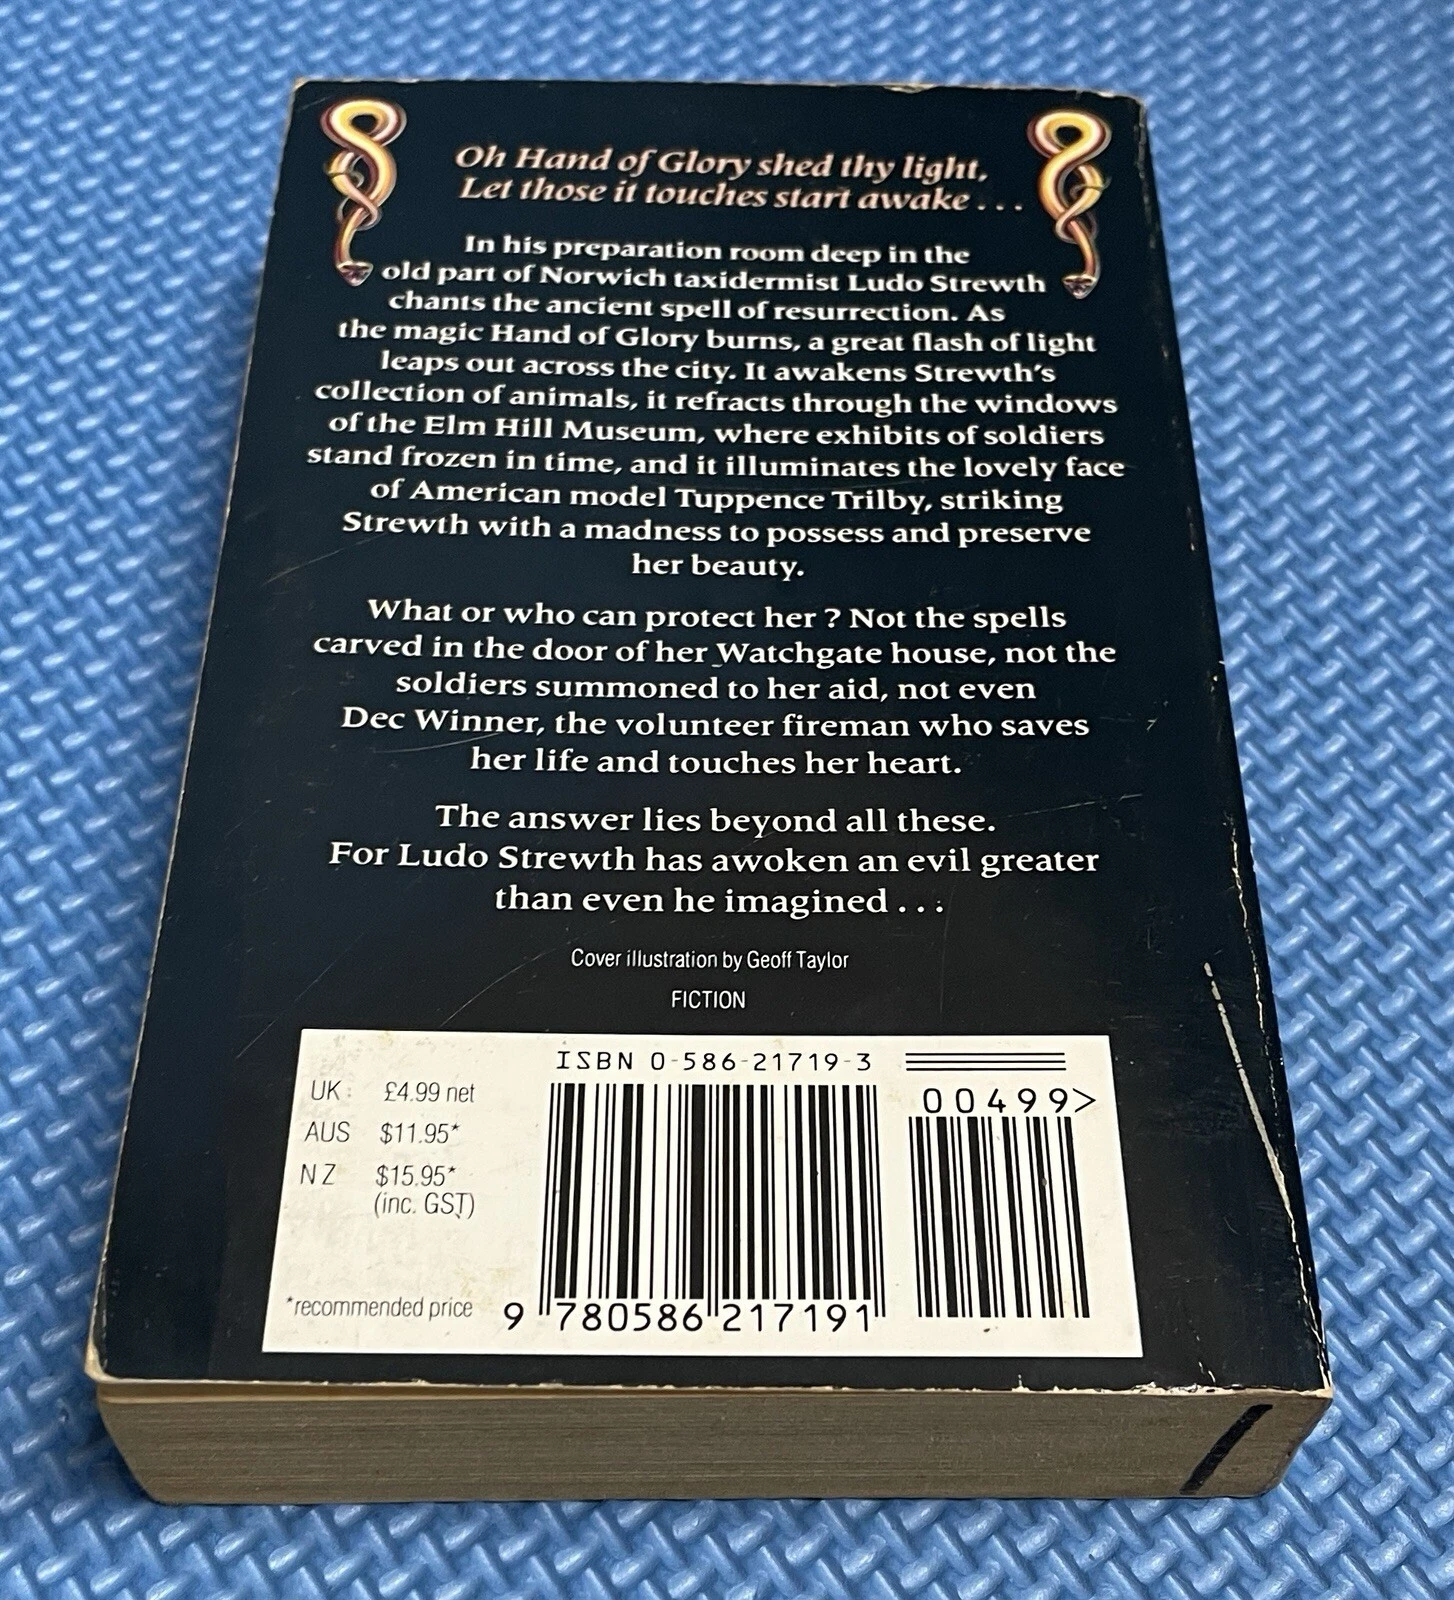 Oh Hand of Glory shed thy light,
Let those it touches start awake . . .
In his preparation room deep in the
old part of Norwich taxidermist Ludo Strewth
chants the ancient spell of resurrection. As
the magic Hand of Glory burns, a great flash of light
leaps out across the city. It awakens Strewth's
collection of animals, it refracts through the windows
of the Elm Hill Museum, where exhibits of soldiers
stand frozen in time, and it illuminates the lovely face
of American model Tuppence Trilby, striking
Strewth with a madness to possess and preserve
her beauty.
What or who can protect her ? Not the spells
carved in the door of her Watchgate house, not the
soldiers summoned to her aid, not even
Dec Winner, the volunteer fireman who saves
her life and touches her heart.
The answer lies beyond all these.
For Ludo Strewth has awoken an evil greater
than even he imagined . . .
Cover illustration by Geoff Taylor
FICTION
ISBN 0-586-21719-3
00499>
UK £4.99 net
AUS $11.95*
NZ $15.95*
(inc. GST)
*recommended price
9 780586 217191